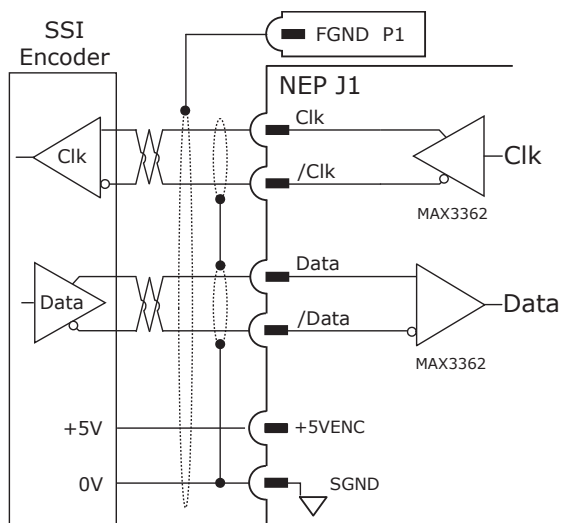 SSI
Encoder
FGND P1
NEP J1
Clk
Clk
/Clk
Clk
MAX3362
Data
Data
/Data
Data
MAX3362
+5V
+5VENC
0V
SGND